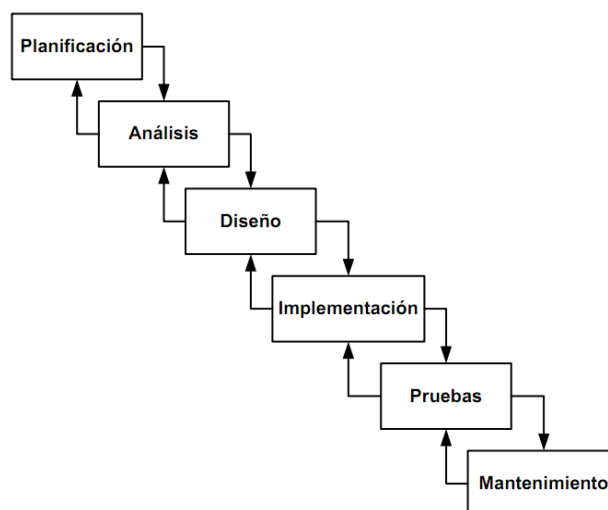 Planificación
Análisis
Diseño
Implementación
Pruebas
Mantenimiento